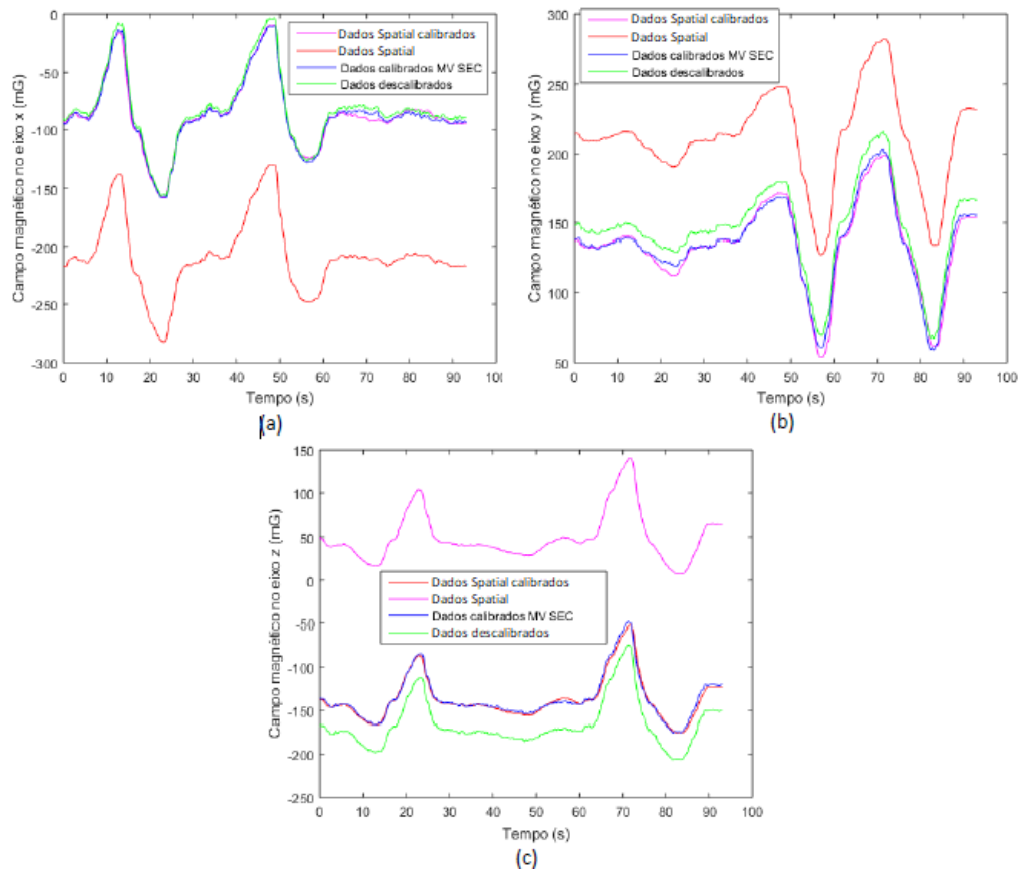 Campo magnético no eixo x (mG)
0
-50
-100
-150
-200
-250
-300
0 10 20 30 40 50 60 70 80 90 100
Tempo (s)
Dados Spatial calibrados
Dados Spatial
Dados calibrados MV SEC
Dados descalibrados
(a)
Campo magnético no eixo y (mG)
300
250
200
150
100
50
0 10 20 30 40 50 60 70 80 90 100
Tempo (s)
Dados Spatial calibrados
Dados Spatial
Dados calibrados MV SEC
Dados descalibrados
(b)
Campo magnético no eixo z (mG)
150
100
50
0
-50
-100
-150
-200
-250
0 10 20 30 40 50 60 70 80 90 100
Tempo (s)
Dados Spatial calibrados
Dados Spatial
Dados calibrados MV SEC
Dados descalibrados
(c)